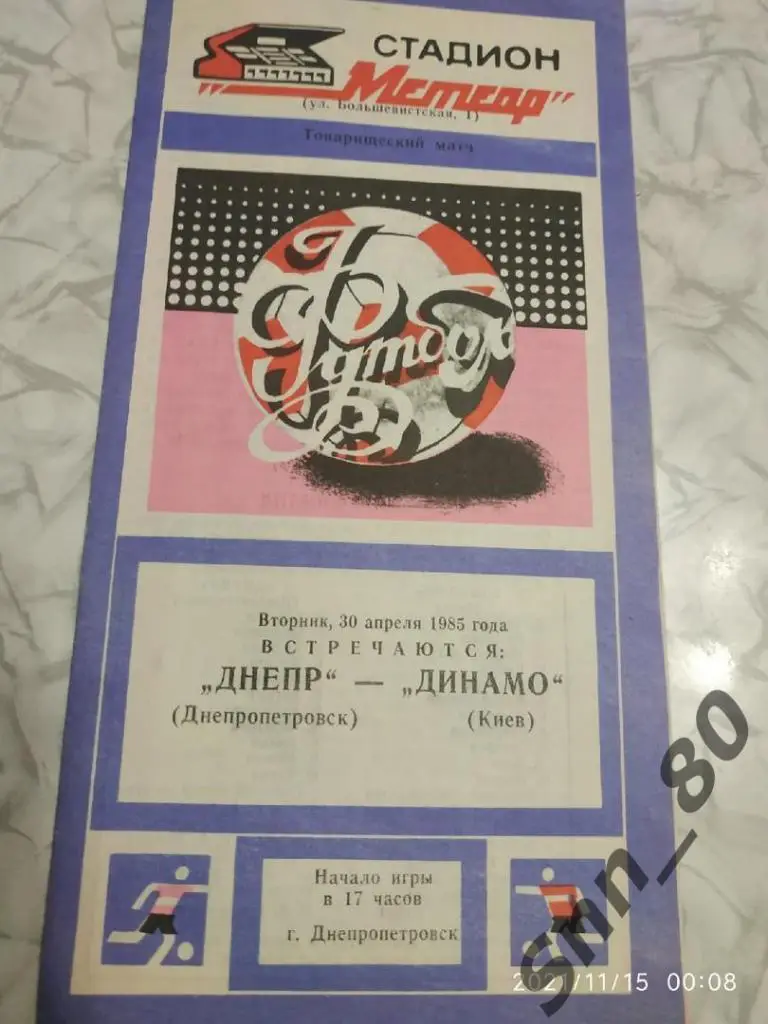 СТАДИОН
"Метеор"
(ул. Большевистская, 1)
Товарищеский матч
Футбол
Вторник, 30 апреля 1985 года
ВСТРЕЧАЮТСЯ:
„ДНЕПР“ — „ДИНАМО“
(Днепропетровск) (Киев)
Начало игры
в 17 часов
г. Днепропетровск
2021/11/15 00:08
Snn_80